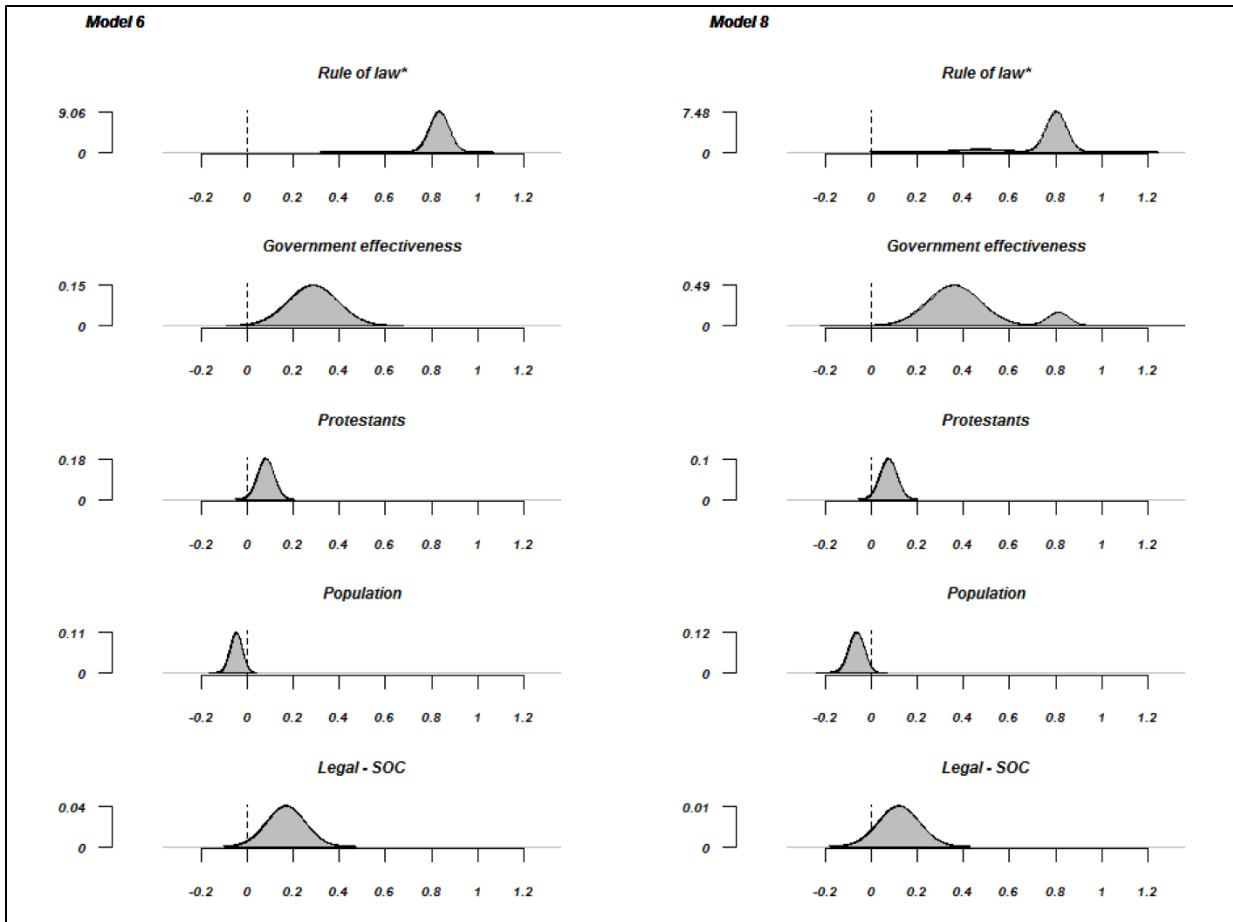 Model 6
Model 8
Rule of law*
Rule of law*
9.06
0
7.48
0
-0.2 0 0.2 0.4 0.6 0.8 1 1.2
-0.2 0 0.2 0.4 0.6 0.8 1 1.2
Government effectiveness
Government effectiveness
0.15
0
0.49
0
-0.2 0 0.2 0.4 0.6 0.8 1 1.2
-0.2 0 0.2 0.4 0.6 0.8 1 1.2
Protestants
Protestants
0.18
0
0.1
0
-0.2 0 0.2 0.4 0.6 0.8 1 1.2
-0.2 0 0.2 0.4 0.6 0.8 1 1.2
Population
Population
0.11
0
0.12
0
-0.2 0 0.2 0.4 0.6 0.8 1 1.2
-0.2 0 0.2 0.4 0.6 0.8 1 1.2
Legal - SOC
Legal - SOC
0.04
0
0.01
0
-0.2 0 0.2 0.4 0.6 0.8 1 1.2
-0.2 0 0.2 0.4 0.6 0.8 1 1.2